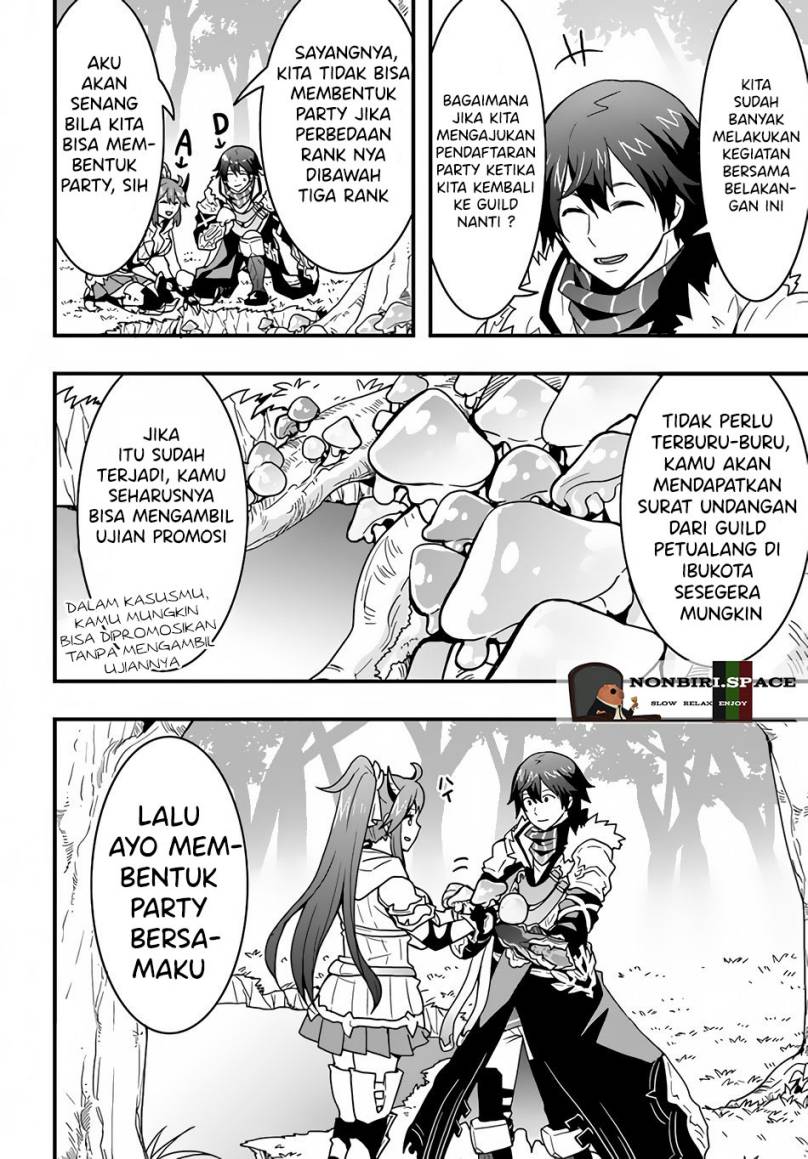 KITA
SUDAH
BANYAK
MELAKUKAN
KEGIATAN
BERSAMA
BELAKA-
NGAN INI
BAGAIMANA
JIKA KITA
MENGAJUKAN
PENDAFTARAN
PARTY KETIKA
KITA KEMBALI
KE GUILD
NANTI ?
SAYANGNYA,
KITA TIDAK BISA
MEMBENTUK
PARTY JIKA
PERBEDAAN
RANK NYA
DIBAWAH
TIGA RANK
AKU
AKAN
SENANG
BILA KITA
BISA MEM-
BENTUK
PARTY, SIH
D
A
TIDAK PERLU
TERBURU-BURU,
KAMU AKAN
MENDAPATKAN
SURAT UNDANGAN
DARI GUILD
PETUALANG DI
IBUKOTA
SESEGERA
MUNGKIN
JIKA
ITU SUDAH
TERJADI, KAMU
SEHARUSNYA
BISA MENGAMBIL
UJIAN PROMOSI
DALAM KASUSMU,
KAMU MUNGKIN
BISA DIPROMOSIKAN
TANPA MENGAMBIL
UJIANNYA
NONBIRI.SPACE
SLOW RELAX ENJOY
LALU
AYO MEM-
BENTUK
PARTY
BERSA-
MAKU
ハイ